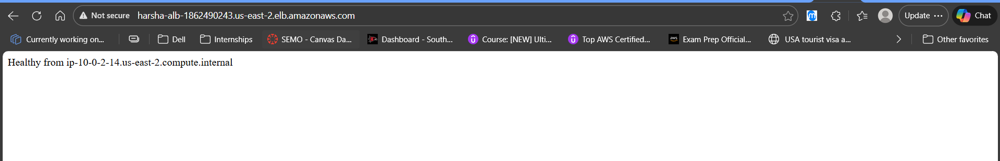 Not secure harsha-alb-1862490243.us-east-2.elb.amazonaws.com Update Chat
Currently working on... Dell Internships SEMO - Canvas Da... Dashboard - South... Course: [NEW] Ulti... Top AWS Certified... aws Exam Prep Official... USA tourist visa a... Other favorites
Healthy from ip-10-0-2-14.us-east-2.compute.internal